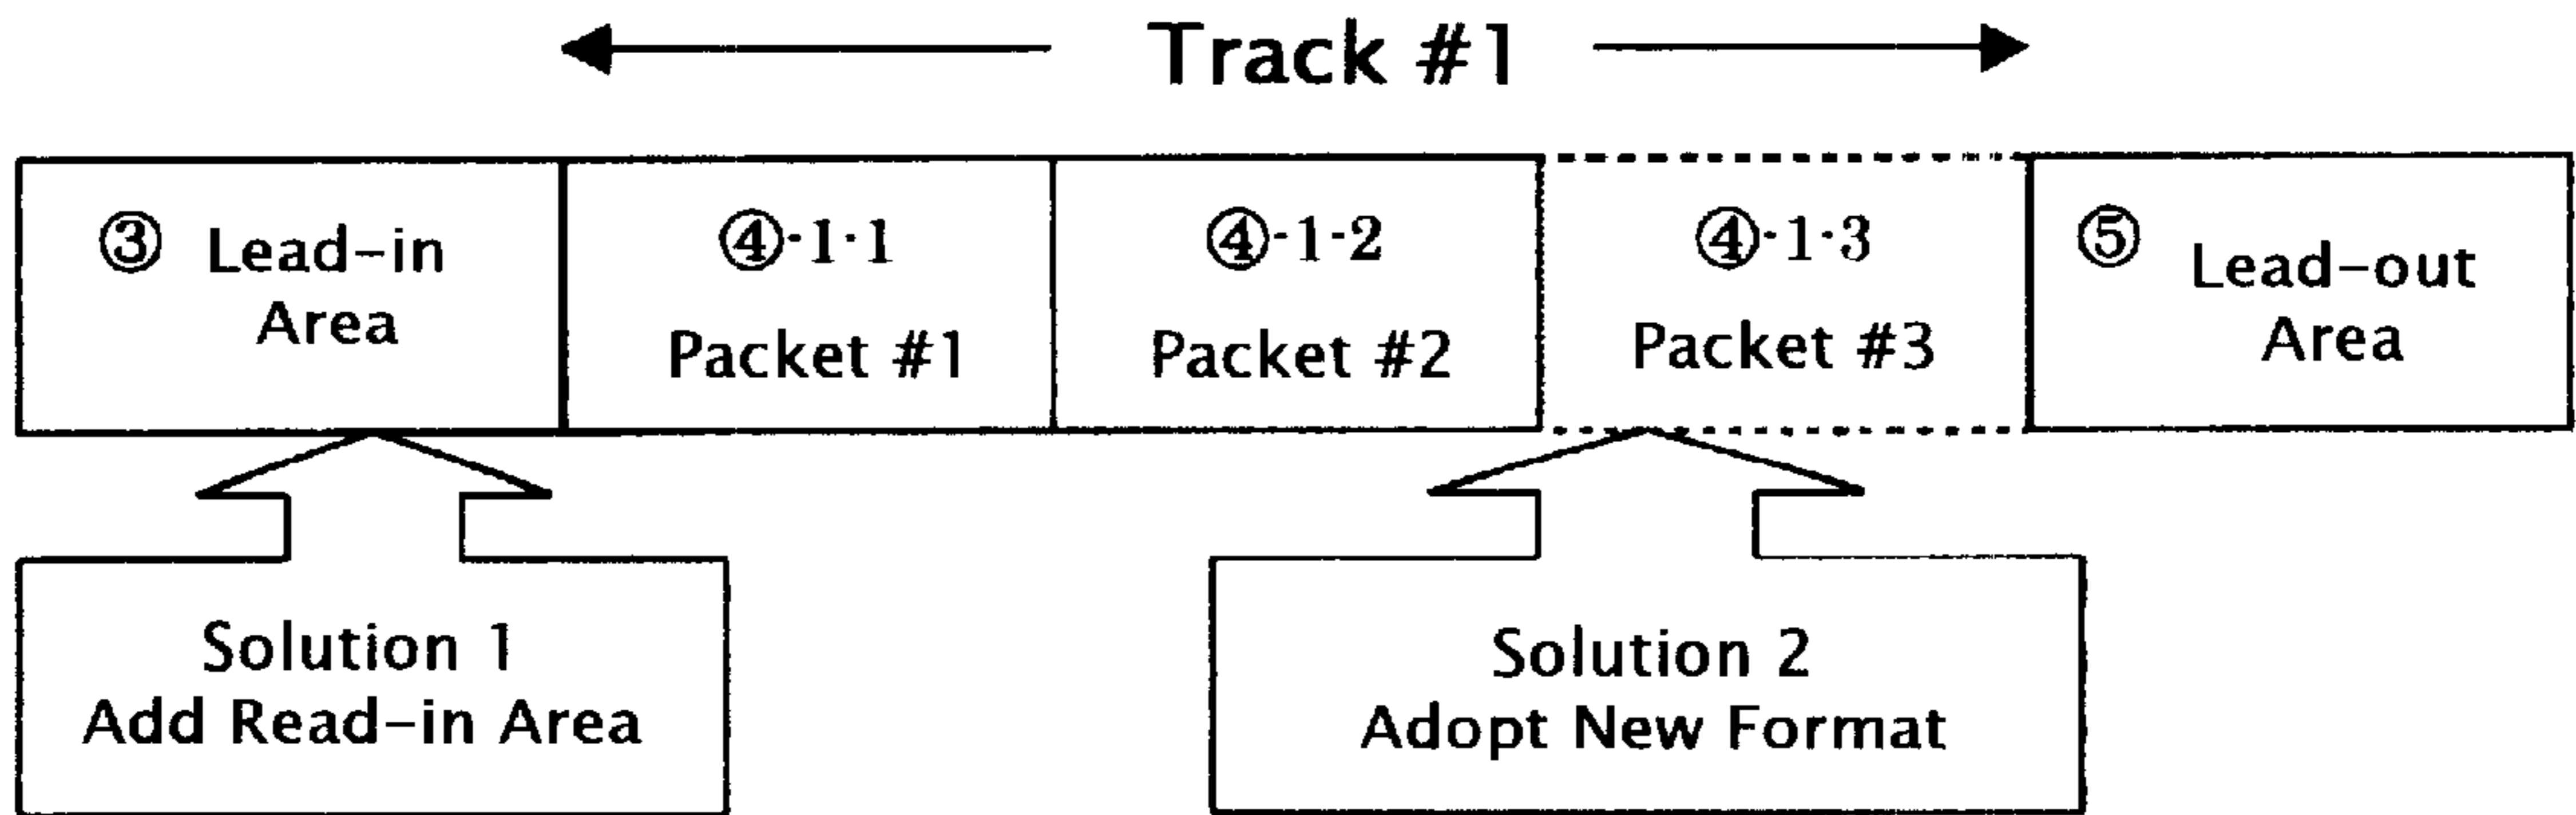 Track #1
③ Lead-in
Area
④-1-1
Packet #1
④-1-2
Packet #2
④-1-3
Packet #3
⑤ Lead-out
Area
Solution 1
Add Read-in Area
Solution 2
Adopt New Format